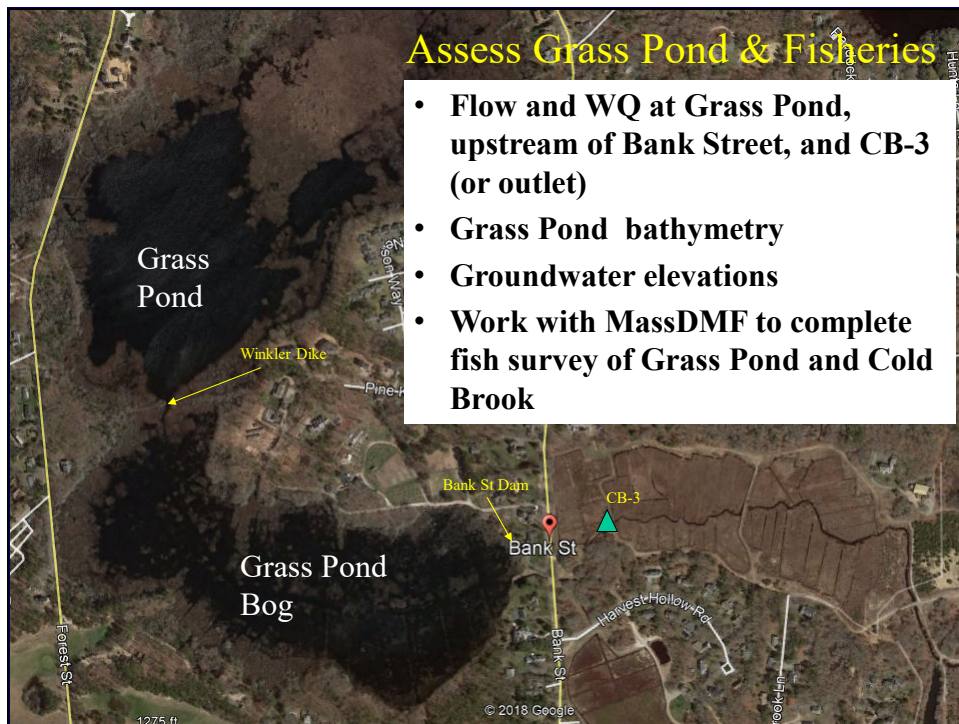 Assess Grass Pond & Fisheries
• Flow and WQ at Grass Pond,
upstream of Bank Street, and CB-3
(or outlet)
• Grass Pond bathymetry
• Groundwater elevations
• Work with MassDMF to complete
fish survey of Grass Pond and Cold
Brook
Grass
Pond
Winkler Dike
Bank St Dam
CB-3
Bank St
Grass Pond
Bog
Harvest Hollow Rd
Forest St
Bank St
1275 ft
© 2018 Google